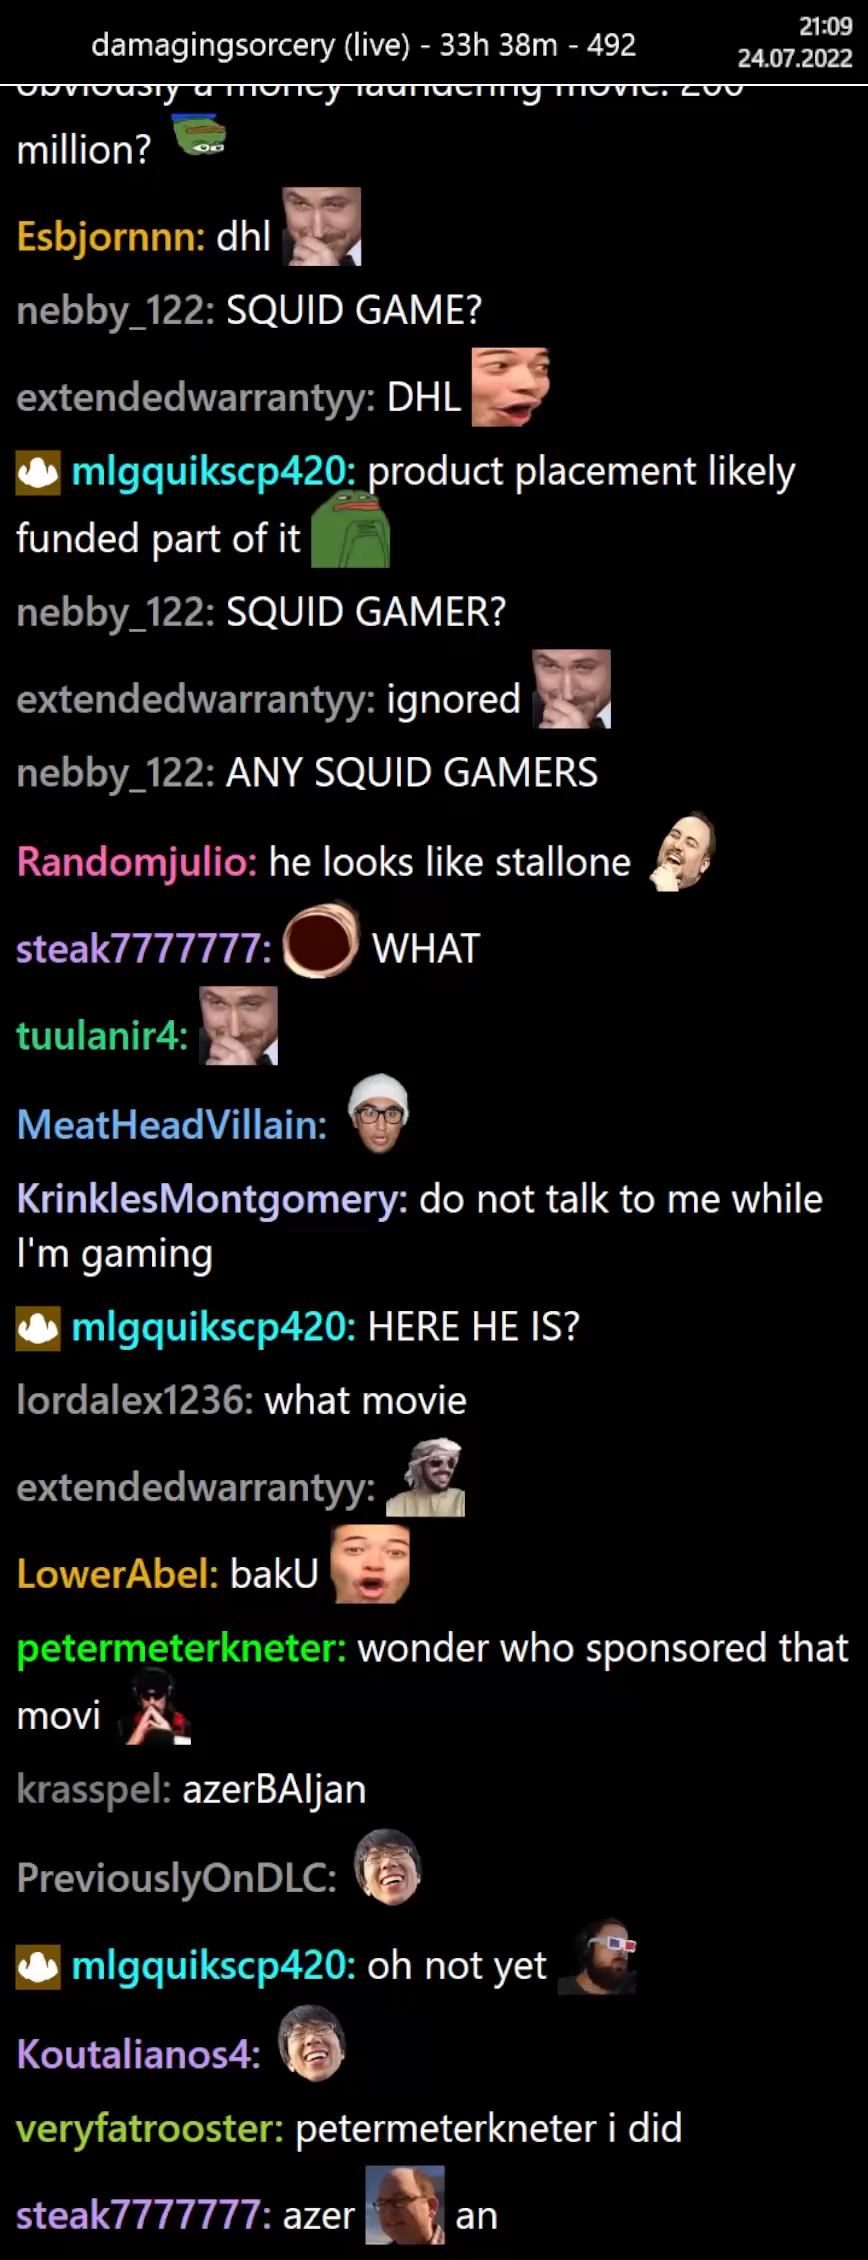 damagingsorcery (live) - 33h 38m - 492
21:09
24.07.2022
obviously a money laundering movie. 200
million?
Esbjornnn: dhl
nebby_122: SQUID GAME?
extendedwarrantyy: DHL
mlgquikscp420: product placement likely
funded part of it
nebby_122: SQUID GAMER?
extendedwarrantyy: ignored
nebby_122: ANY SQUID GAMERS
Randomjulio: he looks like stallone
steak7777777: WHAT
tuulanir4:
MeatHeadVillain:
KrinklesMontgomery: do not talk to me while
I'm gaming
mlgquikscp420: HERE HE IS?
lordalex1236: what movie
extendedwarrantyy:
LowerAbel: bakU
petermeterkneter: wonder who sponsored that
movi
krasspel: azerBAIjan
PreviouslyOnDLC:
mlgquikscp420: oh not yet
Koutalianos4:
veryfatrooster: petermeterkneter i did
steak7777777: azer an